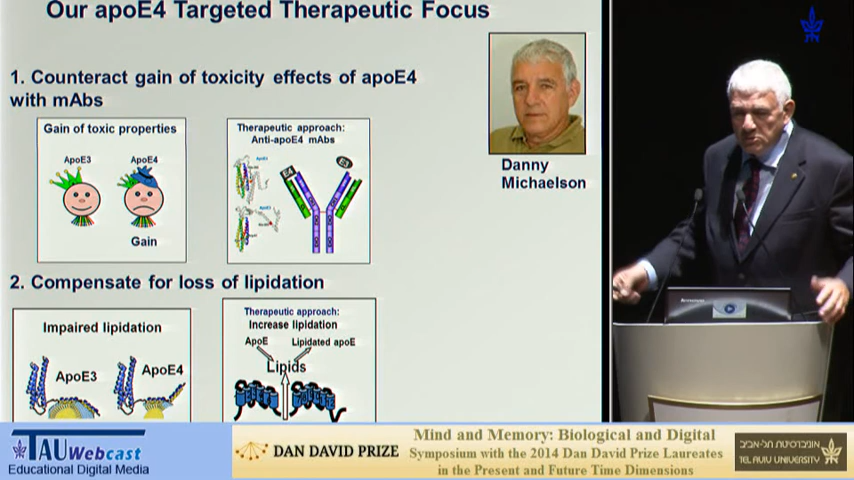 Our apoE4 Targeted Therapeutic Focus
1. Counteract gain of toxicity effects of apoE4
with mAbs
Gain of toxic properties
ApoE3
ApoE4
Gain
Therapeutic approach:
Anti-apoE4 mAbs
E4
E3
Danny
Michaelson
2. Compensate for loss of lipidation
Impaired lipidation
ApoE3
ApoE4
Therapeutic approach:
Increase lipidation
ApoE
Lipidated apoE
Lipids
TAU Webcast
Educational Digital Media
DAN DAVID PRIZE
Mind and Memory: Biological and Digital
Symposium with the 2014 Dan David Prize Laureates
in the Present and Future Time Dimensions
אוניברסיטת תל-אביב
TEL AVIV UNIVERSITY